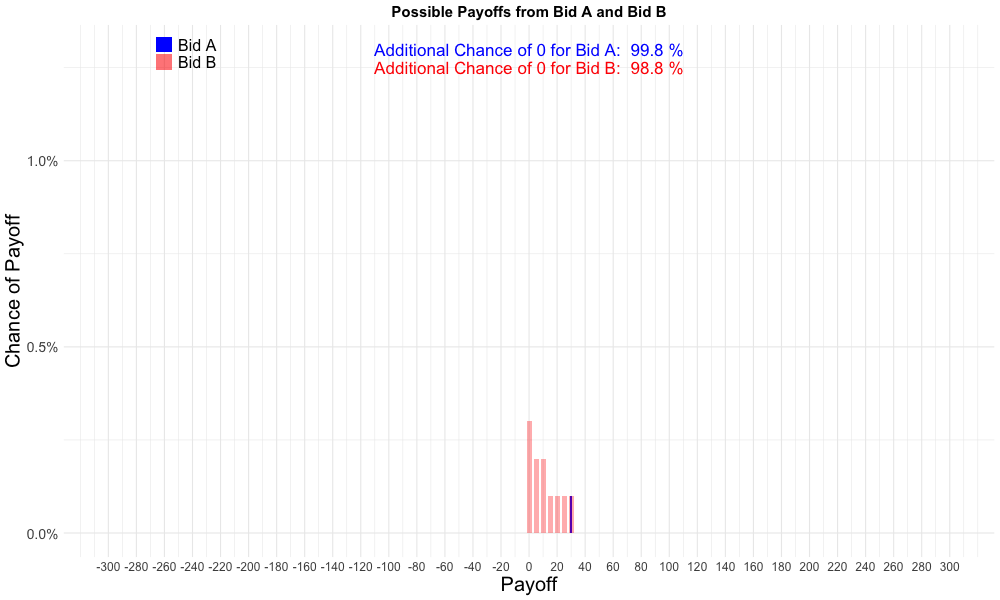 Possible Payoffs from Bid A and Bid B
Bid A
Bid B
Additional Chance of 0 for Bid A:  99.8 %
Additional Chance of 0 for Bid B:  98.8 %
Chance of Payoff
1.0%
0.5%
0.0%
-300 -280 -260 -240 -220 -200 -180 -160 -140 -120 -100 -80 -60 -40 -20 0 20 40 60 80 100 120 140 160 180 200 220 240 260 280 300
Payoff